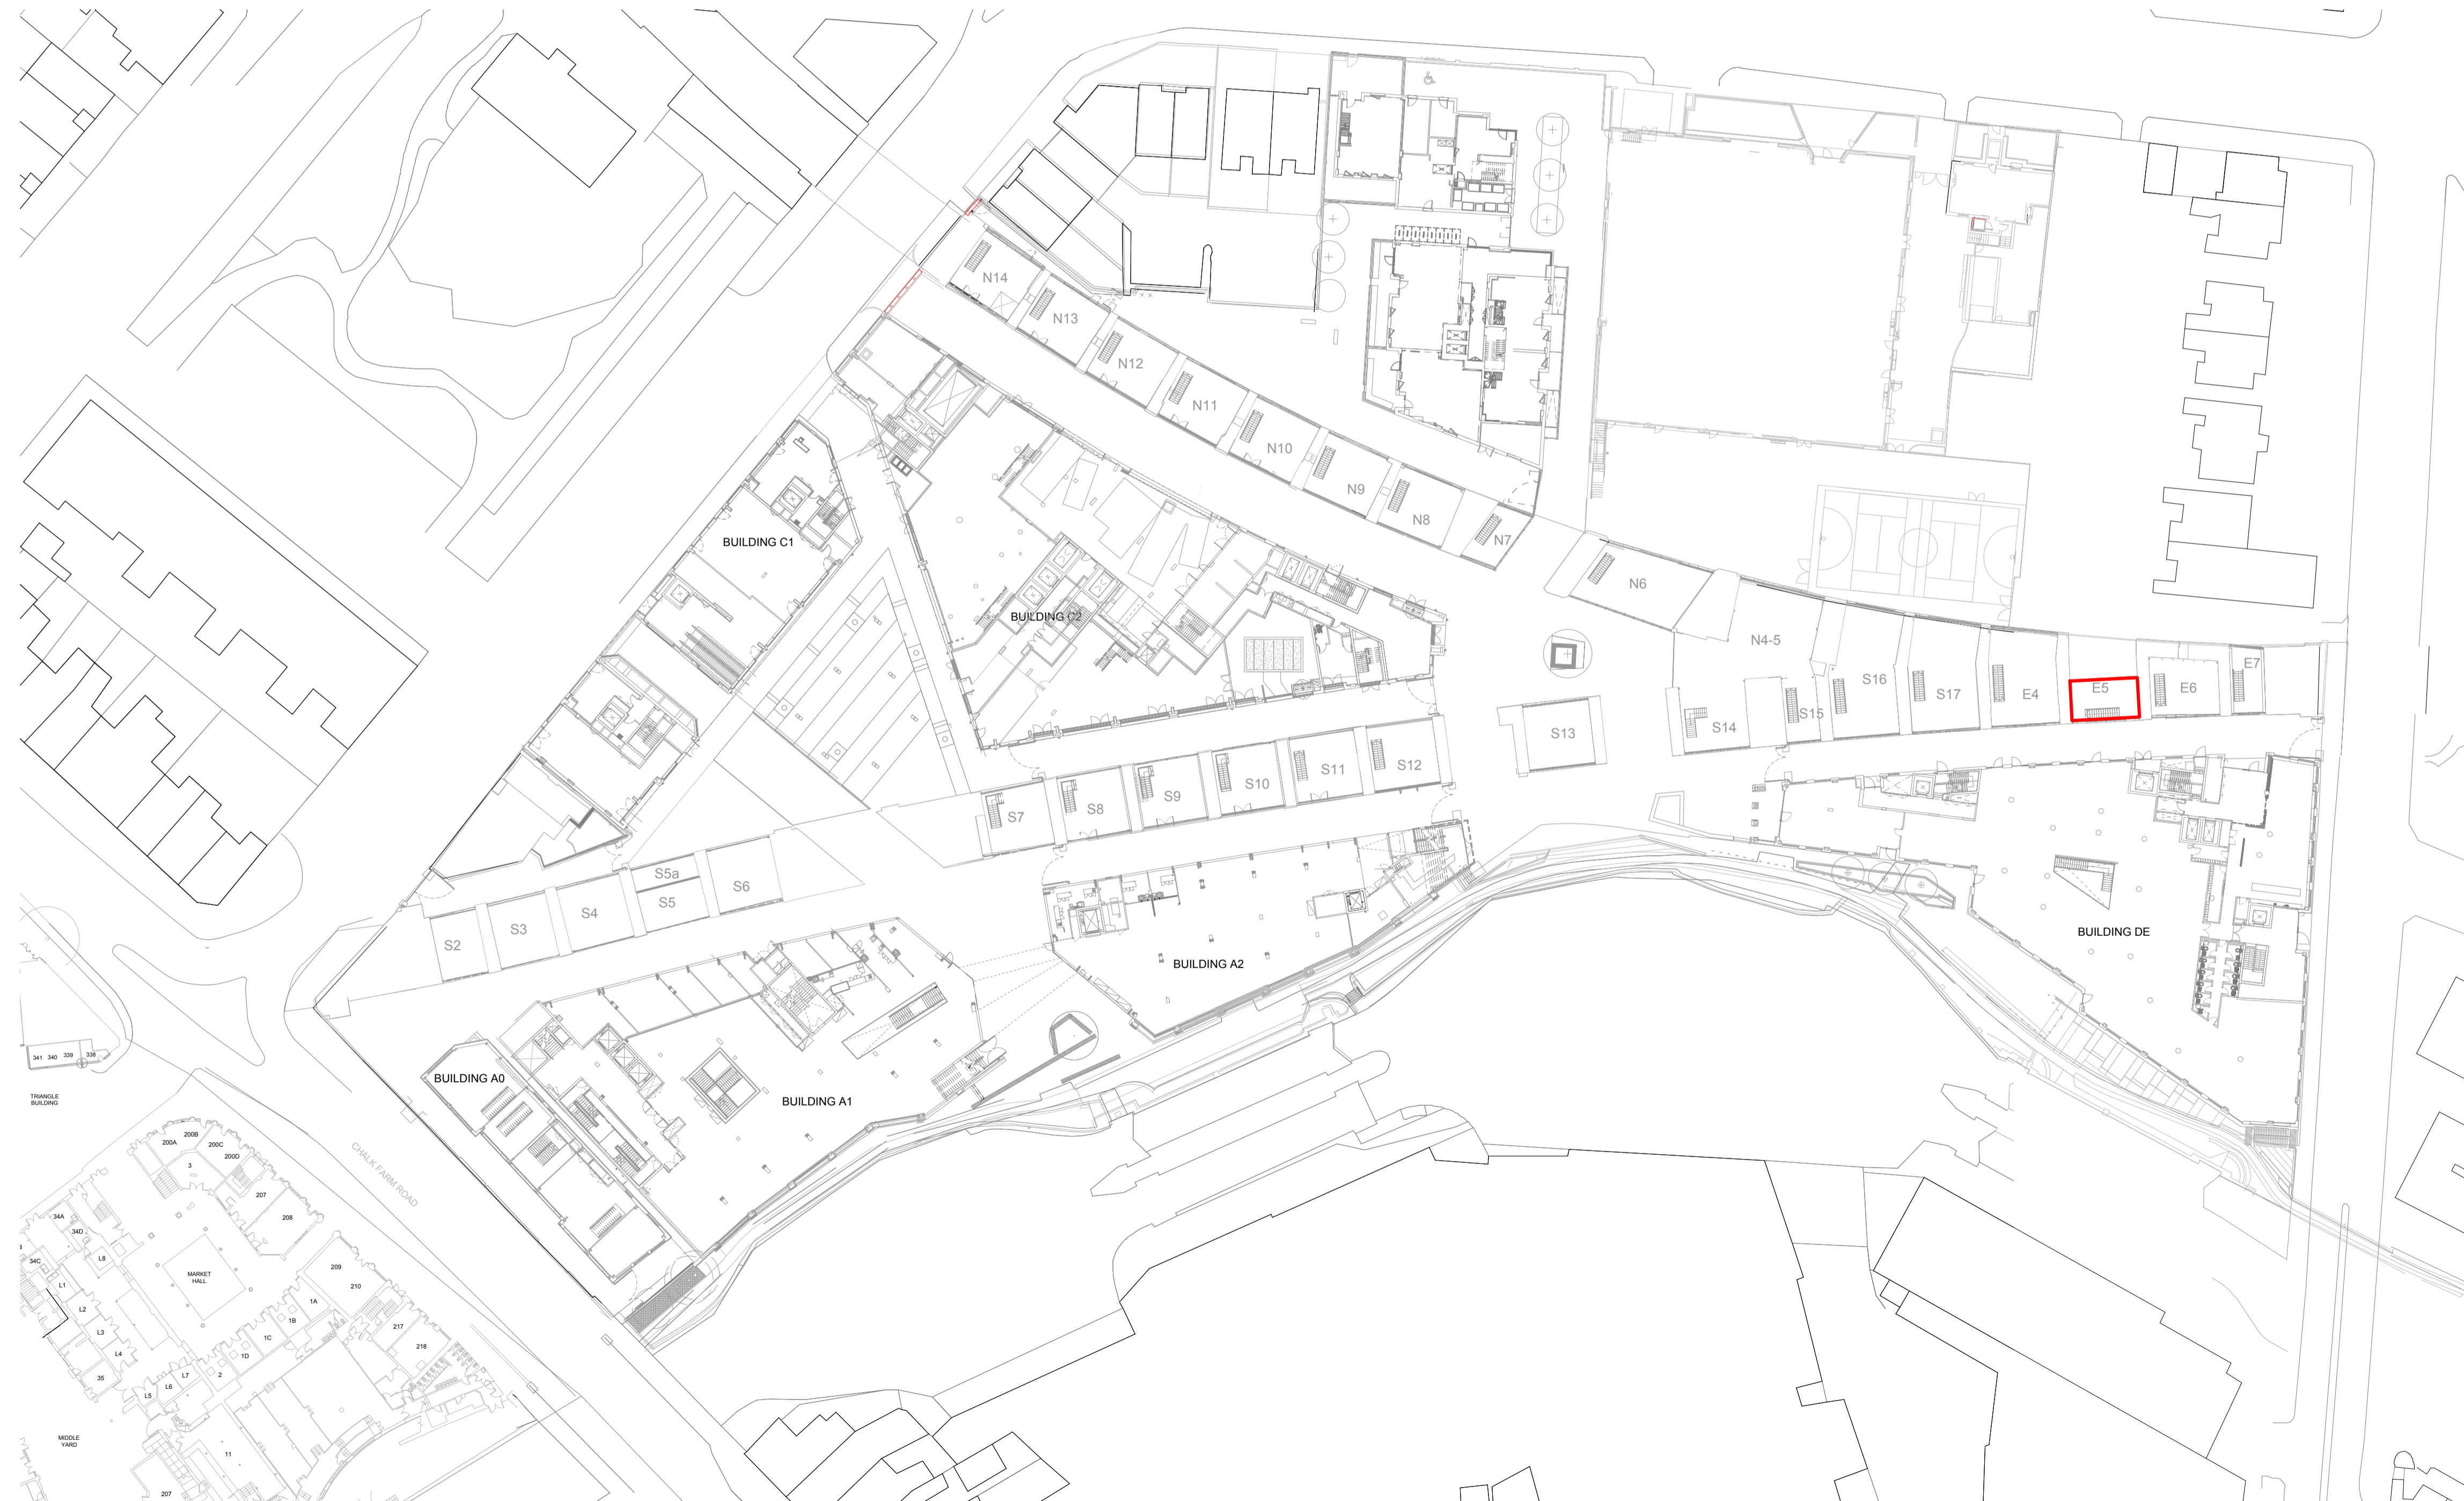 N14
N13
N12
N11
N10
N9
N8
N7
N6
N4-5
S16
S17
E4
E5
E6
E7
S14
S15
S13
BUILDING C1
BUILDING C2
S7
S8
S9
S10
S11
S12
S5a
S5
S6
S2
S3
S4
BUILDING A0
BUILDING A1
BUILDING A2
BUILDING DE
341 340 339 338
TRIANGLE
BUILDING
CHALK FARM ROAD
200A
200B
200C
200D
3
207
208
34A
34D
34C
L8
L1
L2
L3
L4
35
L5
L6
L7
2
MARKET
HALL
209
210
1A
1B
1C
1D
217
218
MIDDLE
YARD
11
207